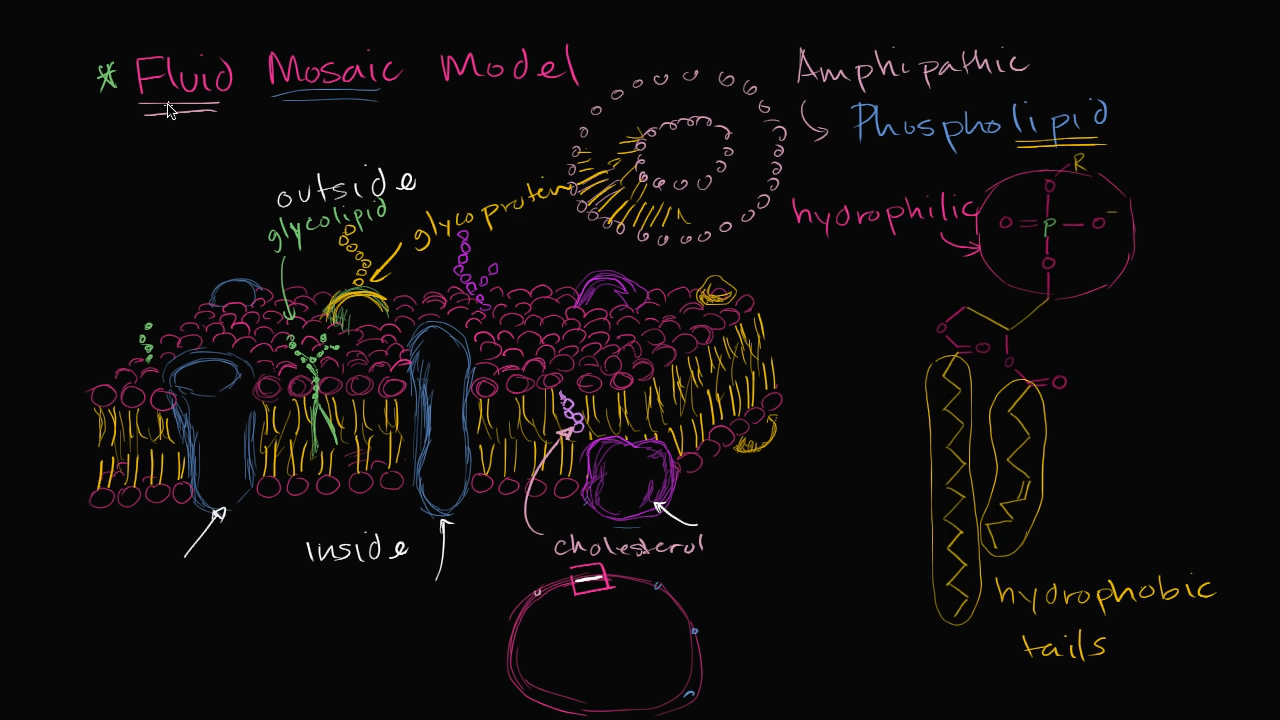 * Fluid Mosaic Model
Amphipathic
Phospholipid
R
outside
glycolipid
glycoprotein
hydrophilic
O
O=P—O⁻
O
O
O
O
O
inside
cholesterol
hydrophobic
tails